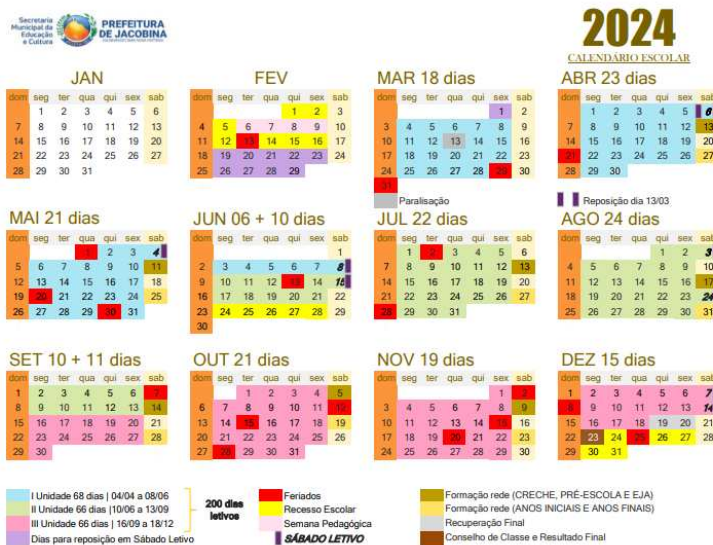 Secretaria
Municipal de
Educação
e Cultura
PREFEITURA
DE JACOBINA
2024
CALENDÁRIO ESCOLAR
JAN
dom seg ter qua qui sex sab
1 2 3 4 5 6
7 8 9 10 11 12 13
14 15 16 17 18 19 20
21 22 23 24 25 26 27
28 29 30 31
FEV
dom seg ter qua qui sex sab
1 2 3
4 5 6 7 8 9 10
11 12 13 14 15 16 17
18 19 20 21 22 23 24
25 26 27 28 29
MAR 18 dias
dom seg ter qua qui sex sab
1 2
3 4 5 6 7 8 9
10 11 12 13 14 15 16
17 18 19 20 21 22 23
24 25 26 27 28 29 30
31
Paralisação
ABR 23 dias
dom seg ter qua qui sex sab
1 2 3 4 5 6
7 8 9 10 11 12 13
14 15 16 17 18 19 20
21 22 23 24 25 26 27
28 29 30
Reposição dia 13/03
MAI 21 dias
dom seg ter qua qui sex sab
1 2 3 4
5 6 7 8 9 10 11
12 13 14 15 16 17 18
19 20 21 22 23 24 25
26 27 28 29 30 31
JUN 06 + 10 dias
dom seg ter qua qui sex sab
2 3 4 5 6 7 8
9 10 11 12 13 14 15
16 17 18 19 20 21 22
23 24 25 26 27 28 29
30
JUL 22 dias
dom seg ter qua qui sex sab
1 2 3 4 5 6
7 8 9 10 11 12 13
14 15 16 17 18 19 20
21 22 23 24 25 26 27
28 29 30 31
AGO 24 dias
dom seg ter qua qui sex sab
1 2 3
4 5 6 7 8 9 10
11 12 13 14 15 16 17
18 19 20 21 22 23 24
25 26 27 28 29 30 31
SET 10 + 11 dias
dom seg ter qua qui sex sab
1 2 3 4 5 6 7
8 9 10 11 12 13 14
15 16 17 18 19 20 21
22 23 24 25 26 27 28
29 30
OUT 21 dias
dom seg ter qua qui sex sab
1 2 3 4 5
6 7 8 9 10 11 12
13 14 15 16 17 18 19
20 21 22 23 24 25 26
27 28 29 30 31
NOV 19 dias
dom seg ter qua qui sex sab
1 2
3 4 5 6 7 8 9
10 11 12 13 14 15 16
17 18 19 20 21 22 23
24 25 26 27 28 29 30
DEZ 15 dias
dom seg ter qua qui sex sab
1 2 3 4 5 6 7
8 9 10 11 12 13 14
15 16 17 18 19 20 21
22 23 24 25 26 27 28
29 30 31
I Unidade 68 dias | 04/04 a 08/06
II Unidade 66 dias |10/06 a 13/09
III Unidade 66 dias | 16/09 a 18/12
Dias para reposição em Sábado Letivo
200 dias
letivos
Feriados
Recesso Escolar
Semana Pedagógica
SÁBADO LETIVO
Formação rede (CRECHE, PRÉ-ESCOLA E EJA)
Formação rede (ANOS INICIAIS E ANOS FINAIS)
Recuperação Final
Conselho de Classe e Resultado Final